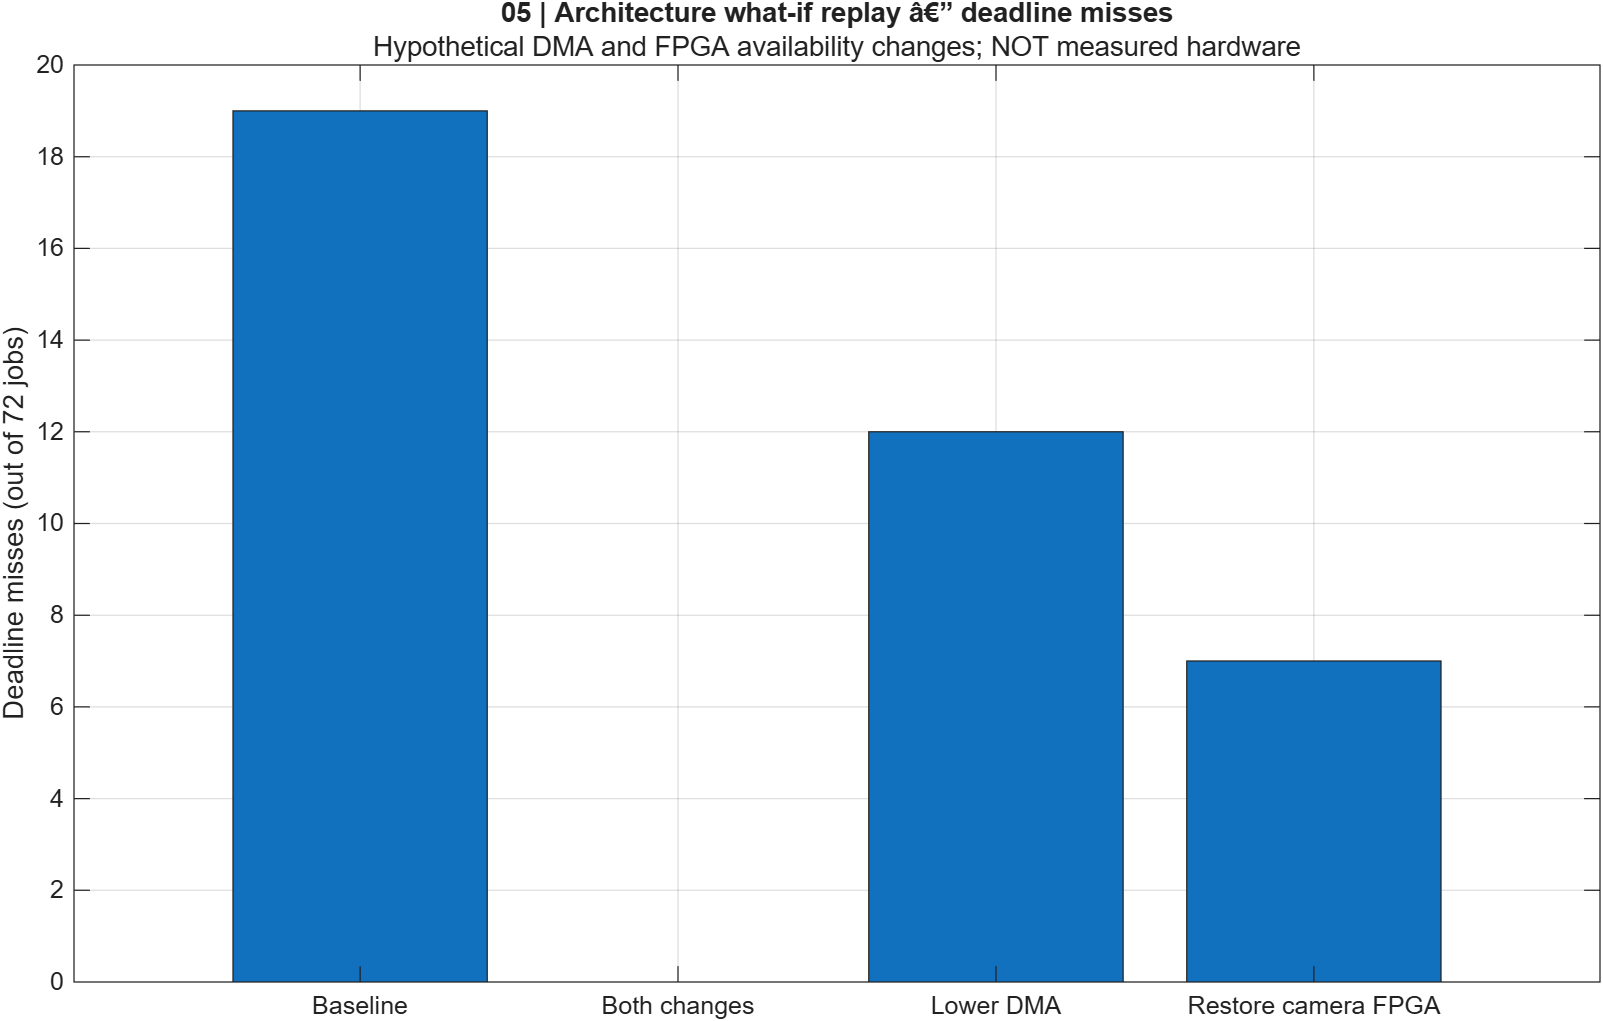 05 | Architecture what-if replay â€” deadline misses
Hypothetical DMA and FPGA availability changes; NOT measured hardware
Deadline misses (out of 72 jobs)
20
18
16
14
12
10
8
6
4
2
0
Baseline
Both changes
Lower DMA
Restore camera FPGA